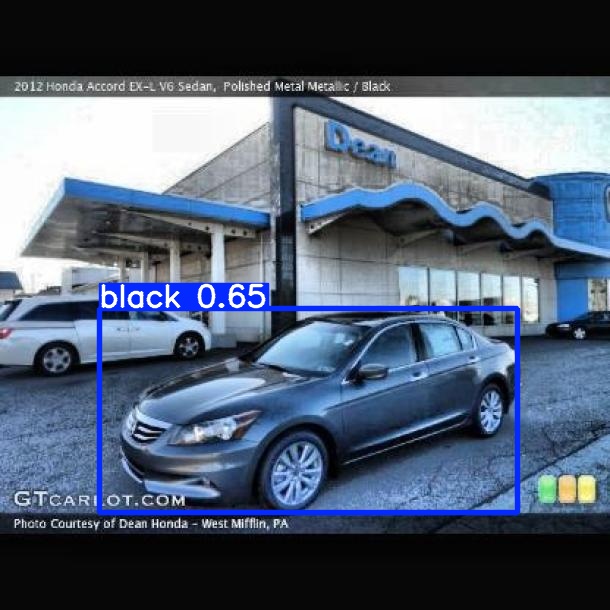 2012 Honda Accord EX-L V6 Sedan, Polished Metal Metallic / Black
Dean
black 0.65
GTCARLOT.COM
Photo Courtesy of Dean Honda - West Mifflin, PA